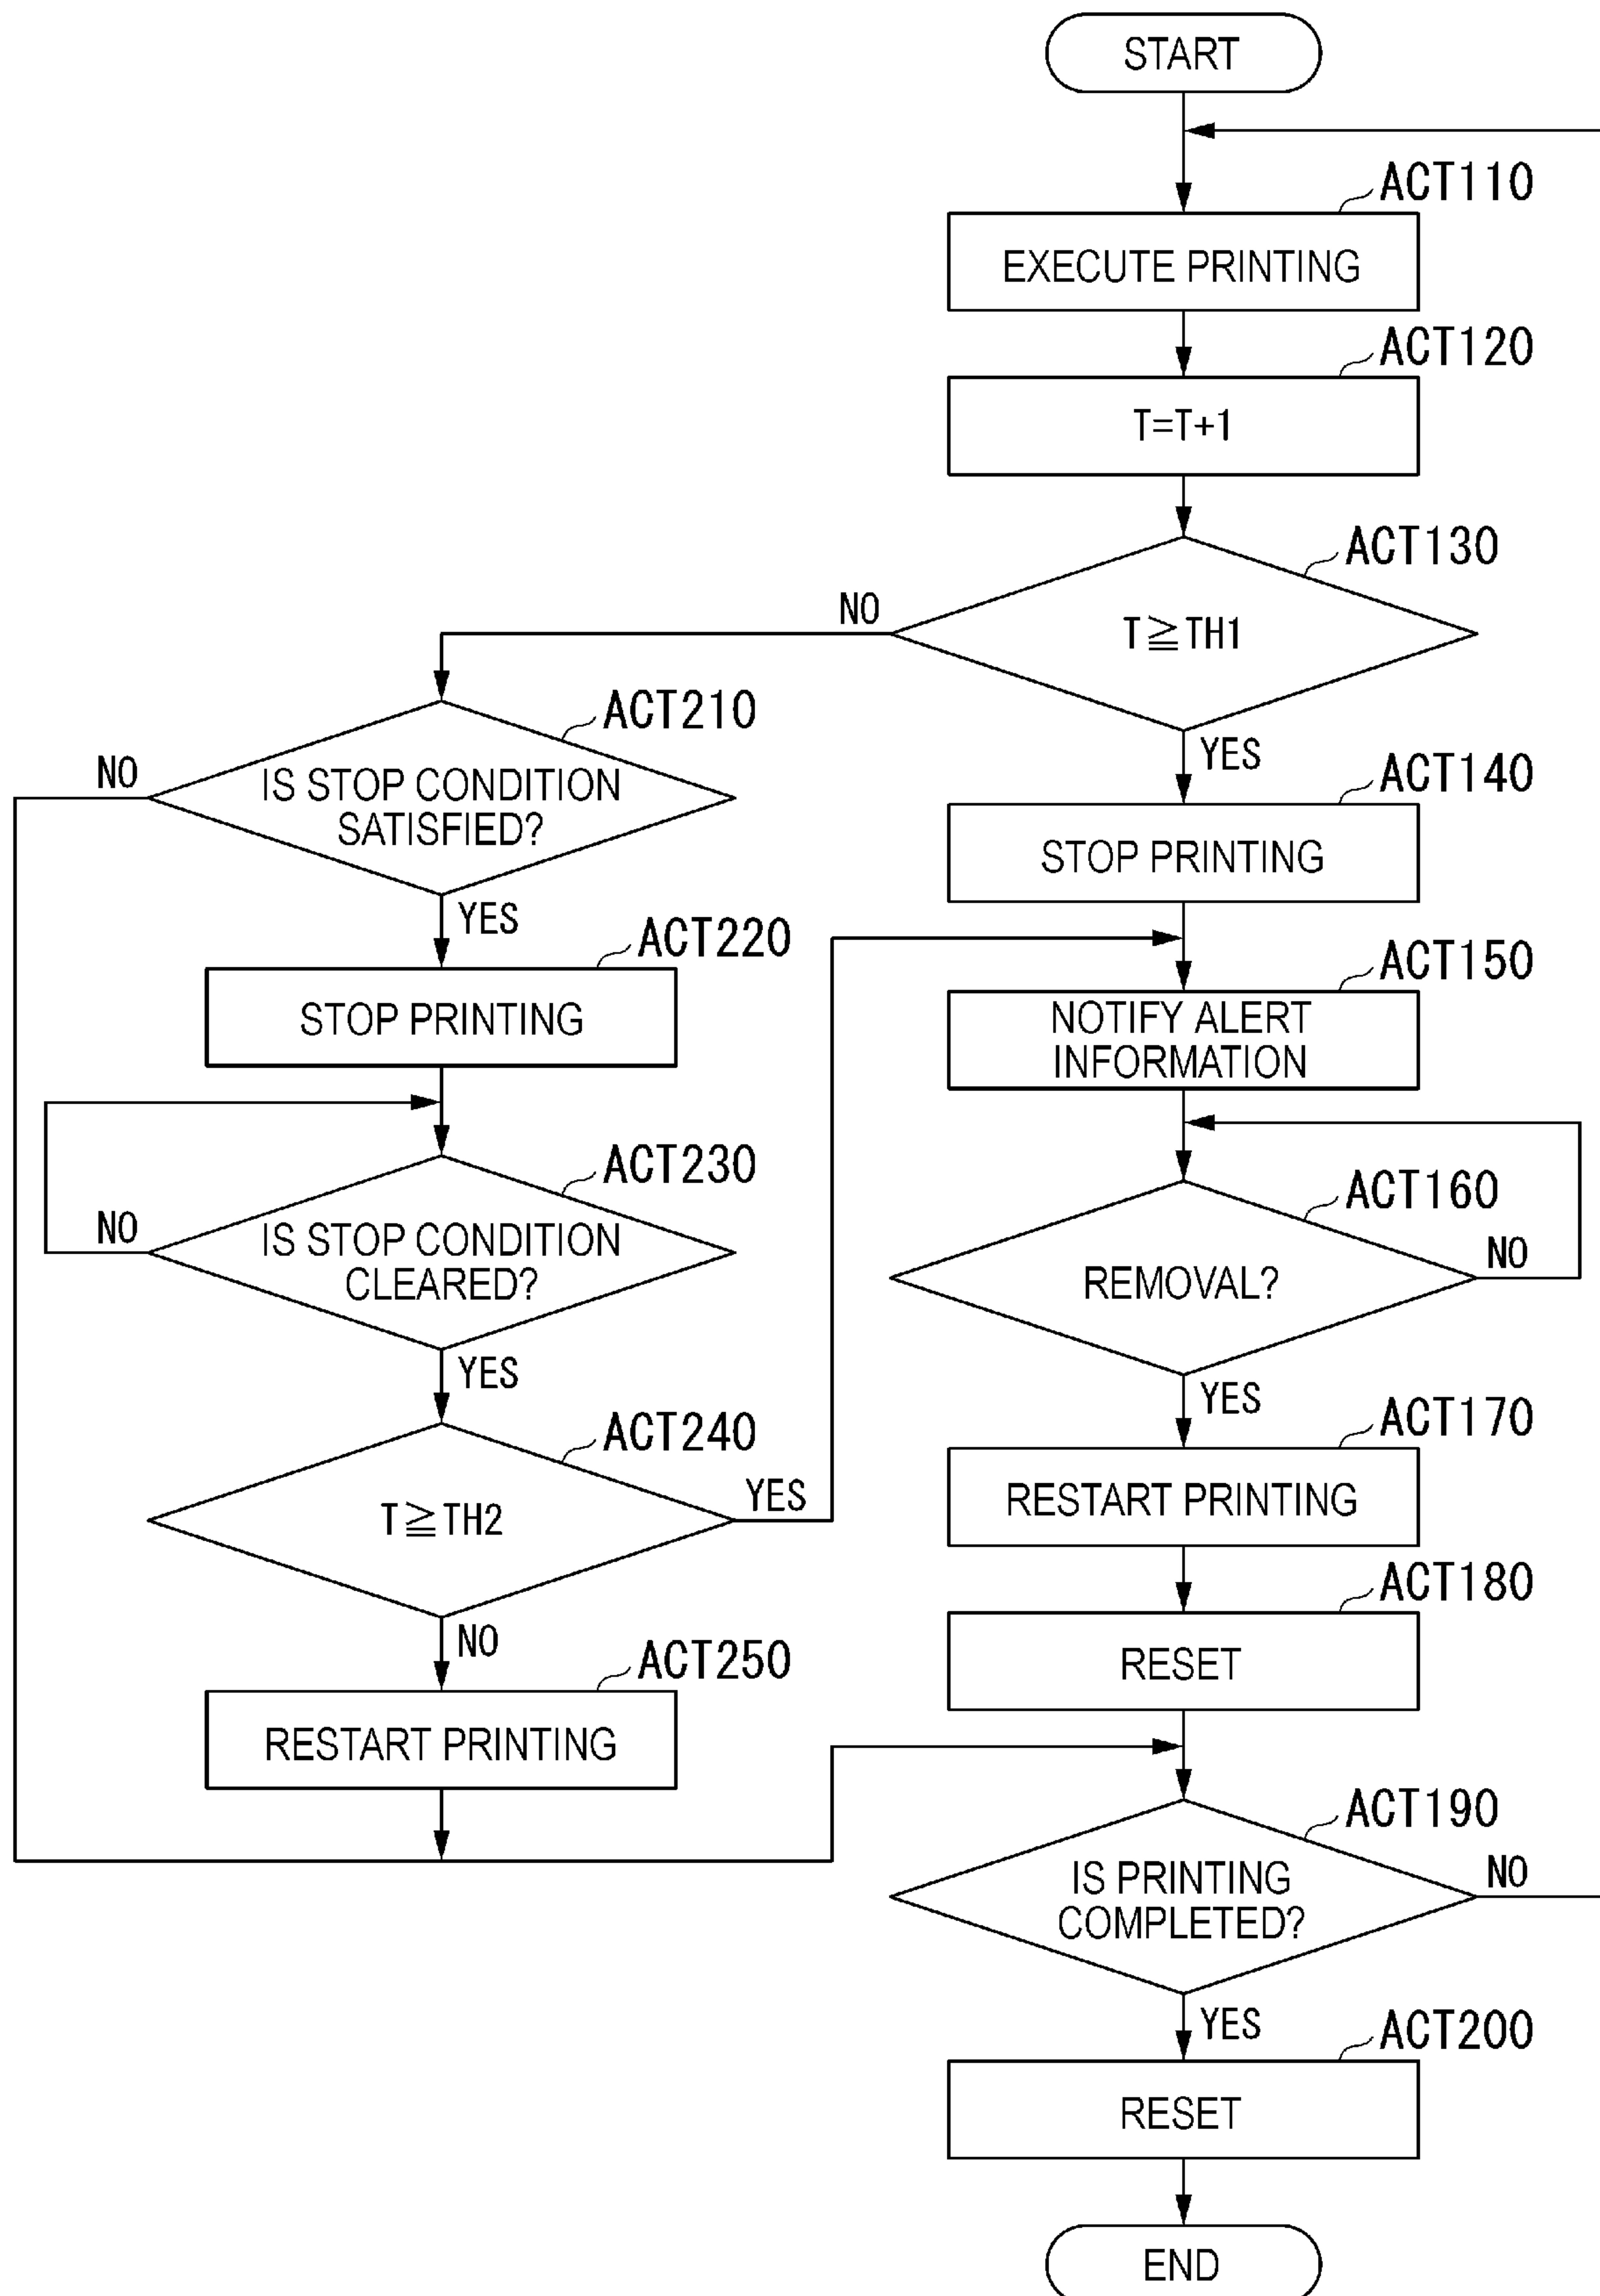 START
ACT110
EXECUTE PRINTING
ACT120
T=T+1
ACT130
T≧TH1
NO
YES
ACT210
IS STOP CONDITION
SATISFIED?
NO
YES
ACT220
STOP PRINTING
ACT230
IS STOP CONDITION
CLEARED?
NO
YES
ACT240
T≧TH2
YES
NO
ACT250
RESTART PRINTING
ACT140
STOP PRINTING
ACT150
NOTIFY ALERT
INFORMATION
ACT160
REMOVAL?
NO
YES
ACT170
RESTART PRINTING
ACT180
RESET
ACT190
IS PRINTING
COMPLETED?
NO
YES
ACT200
RESET
END